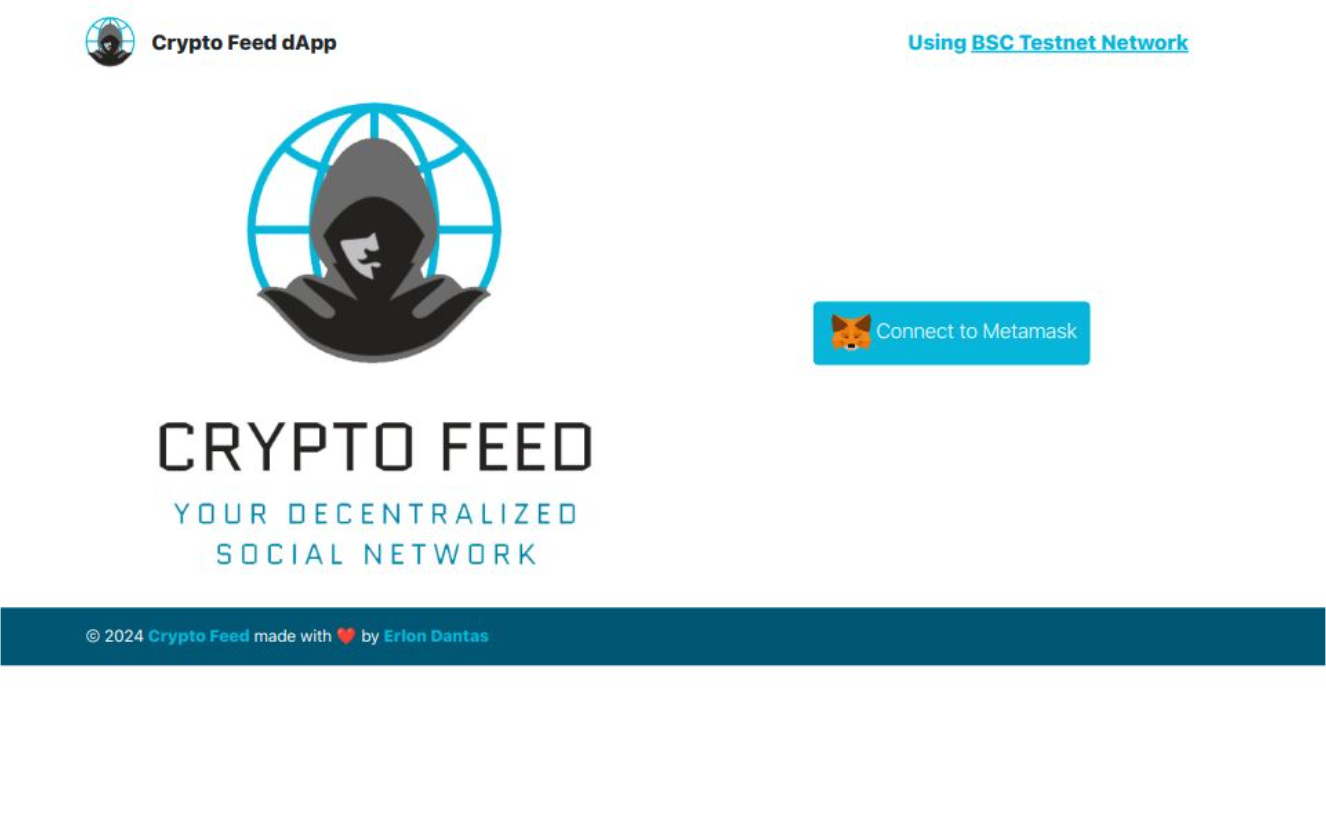 Crypto Feed dApp
Using BSC Testnet Network
CRYPTO FEED
YOUR DECENTRALIZED
SOCIAL NETWORK
Connect to Metamask
© 2024 Crypto Feed made with ❤️ by Erlon Dantas